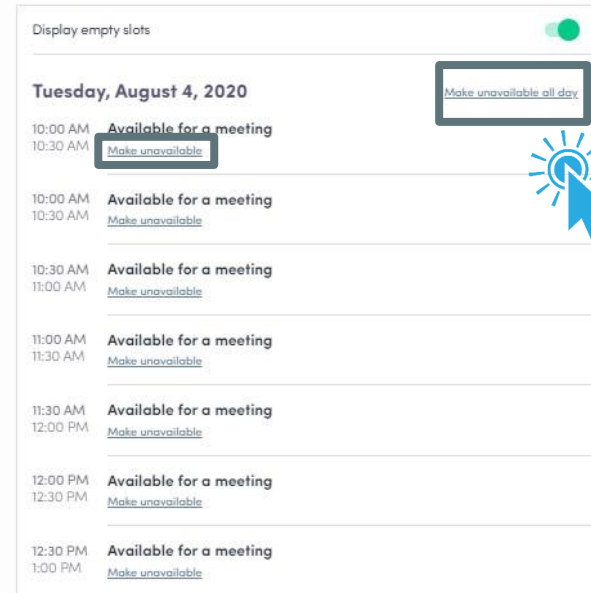 Display empty slots
Tuesday, August 4, 2020
Make unavailable all day
10:00 AM Available for a meeting
10:30 AM Make unavailable
10:00 AM Available for a meeting
10:30 AM Make unavailable
10:30 AM Available for a meeting
11:00 AM Make unavailable
11:00 AM Available for a meeting
11:30 AM Make unavailable
11:30 AM Available for a meeting
12:00 PM Make unavailable
12:00 PM Available for a meeting
12:30 PM Make unavailable
12:30 PM Available for a meeting
1:00 PM Make unavailable